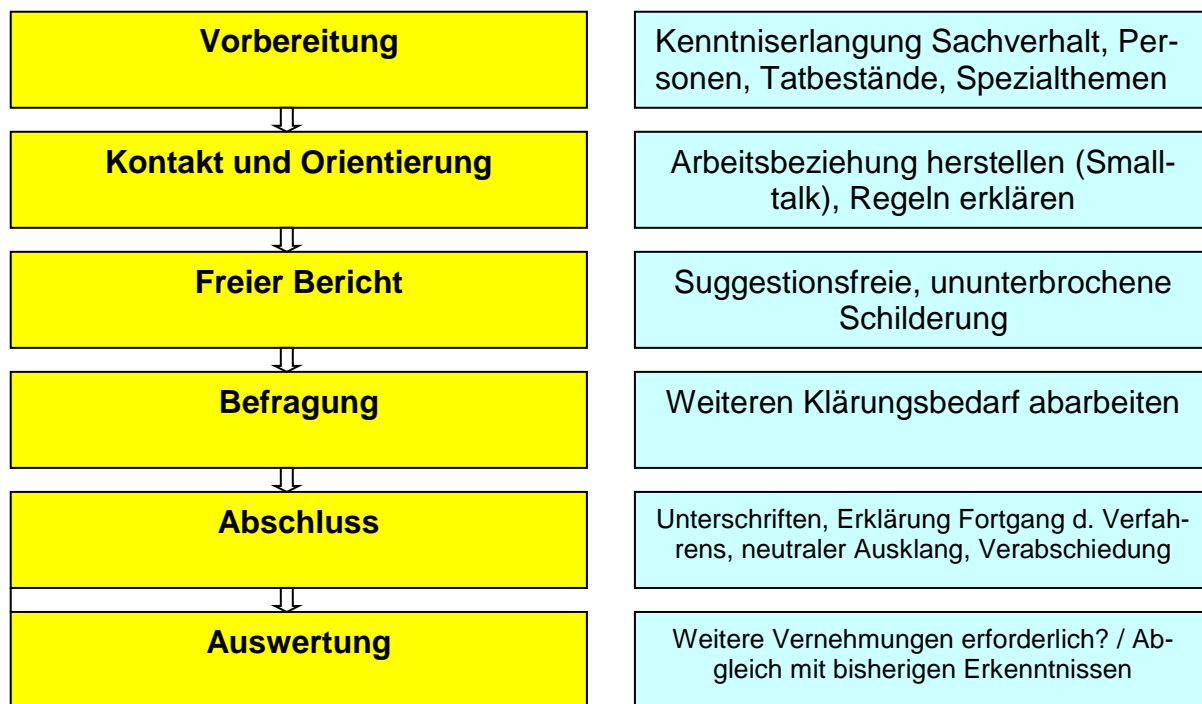 Vorbereitung
Kenntniserlangung Sachverhalt, Per-
sonen, Tatbestände, Spezialthemen
Kontakt und Orientierung
Arbeitsbeziehung herstellen (Small-
talk), Regeln erklären
Freier Bericht
Suggestionsfreie, ununterbrochene
Schilderung
Befragung
Weiteren Klärungsbedarf abarbeiten
Abschluss
Unterschriften, Erklärung Fortgang d. Verfah-
rens, neutraler Ausklang, Verabschiedung
Auswertung
Weitere Vernehmungen erforderlich? / Ab-
gleich mit bisherigen Erkenntnissen